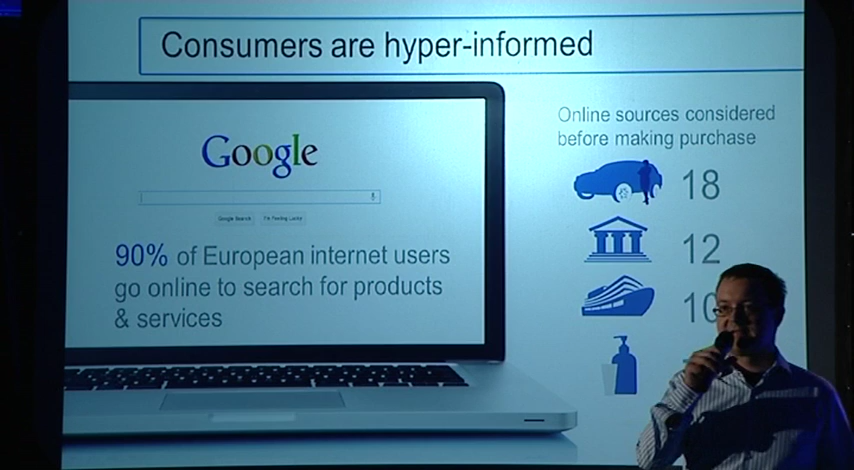 Consumers are hyper-informed
Google
Google Search I'm Feeling Lucky
90% of European internet users
go online to search for products
& services
Online sources considered
before making purchase
18
12
10